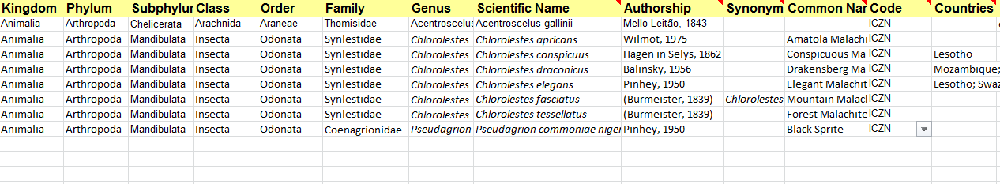 Kingdom Phylum Subphylum Class Order Family Genus Scientific Name Authorship Synonym Common Nar Code Countries
Animalia Arthropoda Chelicerata Arachnida Araneae Thomisidae Acentroscelus Acentroscelus gallinii Mello-Leitão, 1843 ICZN
Animalia Arthropoda Mandibulata Insecta Odonata Synlestidae Chlorolestes Chlorolestes apricans Wilmot, 1975 Amatola Malachi ICZN
Animalia Arthropoda Mandibulata Insecta Odonata Synlestidae Chlorolestes Chlorolestes conspicuus Hagen in Selys, 1862 Conspicuous Ma ICZN Lesotho
Animalia Arthropoda Mandibulata Insecta Odonata Synlestidae Chlorolestes Chlorolestes draconicus Balinsky, 1956 Drakensberg Ma ICZN Mozambique;
Animalia Arthropoda Mandibulata Insecta Odonata Synlestidae Chlorolestes Chlorolestes elegans Pinhey, 1950 Elegant Malachit ICZN Lesotho; Swaz
Animalia Arthropoda Mandibulata Insecta Odonata Synlestidae Chlorolestes Chlorolestes fasciatus (Burmeister, 1839) Chlorolestes Mountain Malach ICZN
Animalia Arthropoda Mandibulata Insecta Odonata Synlestidae Chlorolestes Chlorolestes tessellatus (Burmeister, 1839) Forest Malachite ICZN
Animalia Arthropoda Mandibulata Insecta Odonata Coenagrionidae Pseudagrion Pseudagrion commoniae niger Pinhey, 1950 Black Sprite ICZN